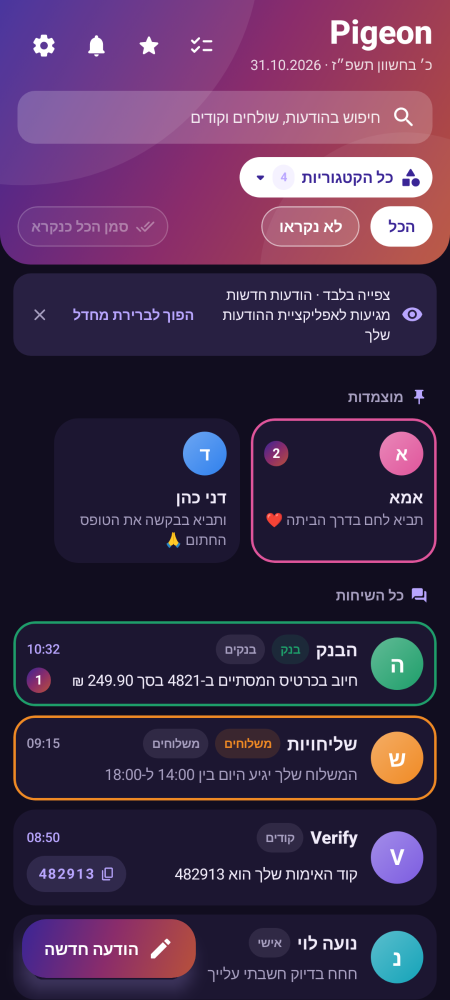 Pigeon
כ׳ בחשוון תשפ״ז · 31.10.2026
חיפוש בהודעות, שולחים וקודים
כל הקטגוריות 4
הכל
לא נקראו
סמן הכל כנקרא
צפייה בלבד · הודעות חדשות
מגיעות לאפליקציית ההודעות
שלך
הפוך לברירת מחדל
מוצמדות
א
2
אמא
תביא לחם בדרך הביתה ❤️
ד
דני כהן
ותביא בבקשה את הטופס
החתום 🙏
כל השיחות
ה
הבנק בנק בנקים 10:32
חיוב בכרטיס המסתיים ב-4821 בסך 249.90 ₪ 1
ש
שליחויות משלוחים משלוחים 09:15
המשלוח שלך יגיע היום בין 14:00 ל-18:00
V
Verify קודים 08:50
קוד האימות שלך הוא 482913 482913
נ
נועה לוי אישי
חחח בדיוק חשבתי עלייך
הודעה חדשה